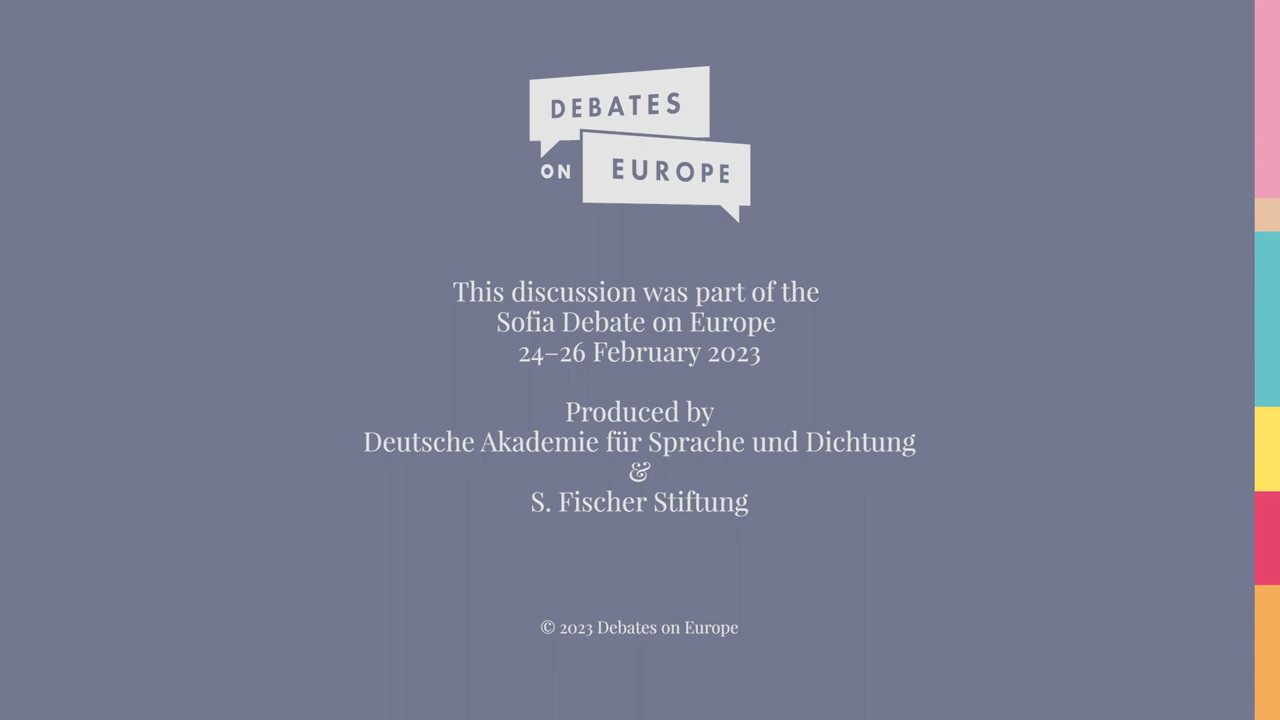 DEBATES
ON EUROPE
This discussion was part of the
Sofia Debate on Europe
24–26 February 2023
Produced by
Deutsche Akademie für Sprache und Dichtung
&
S. Fischer Stiftung
© 2023 Debates on Europe